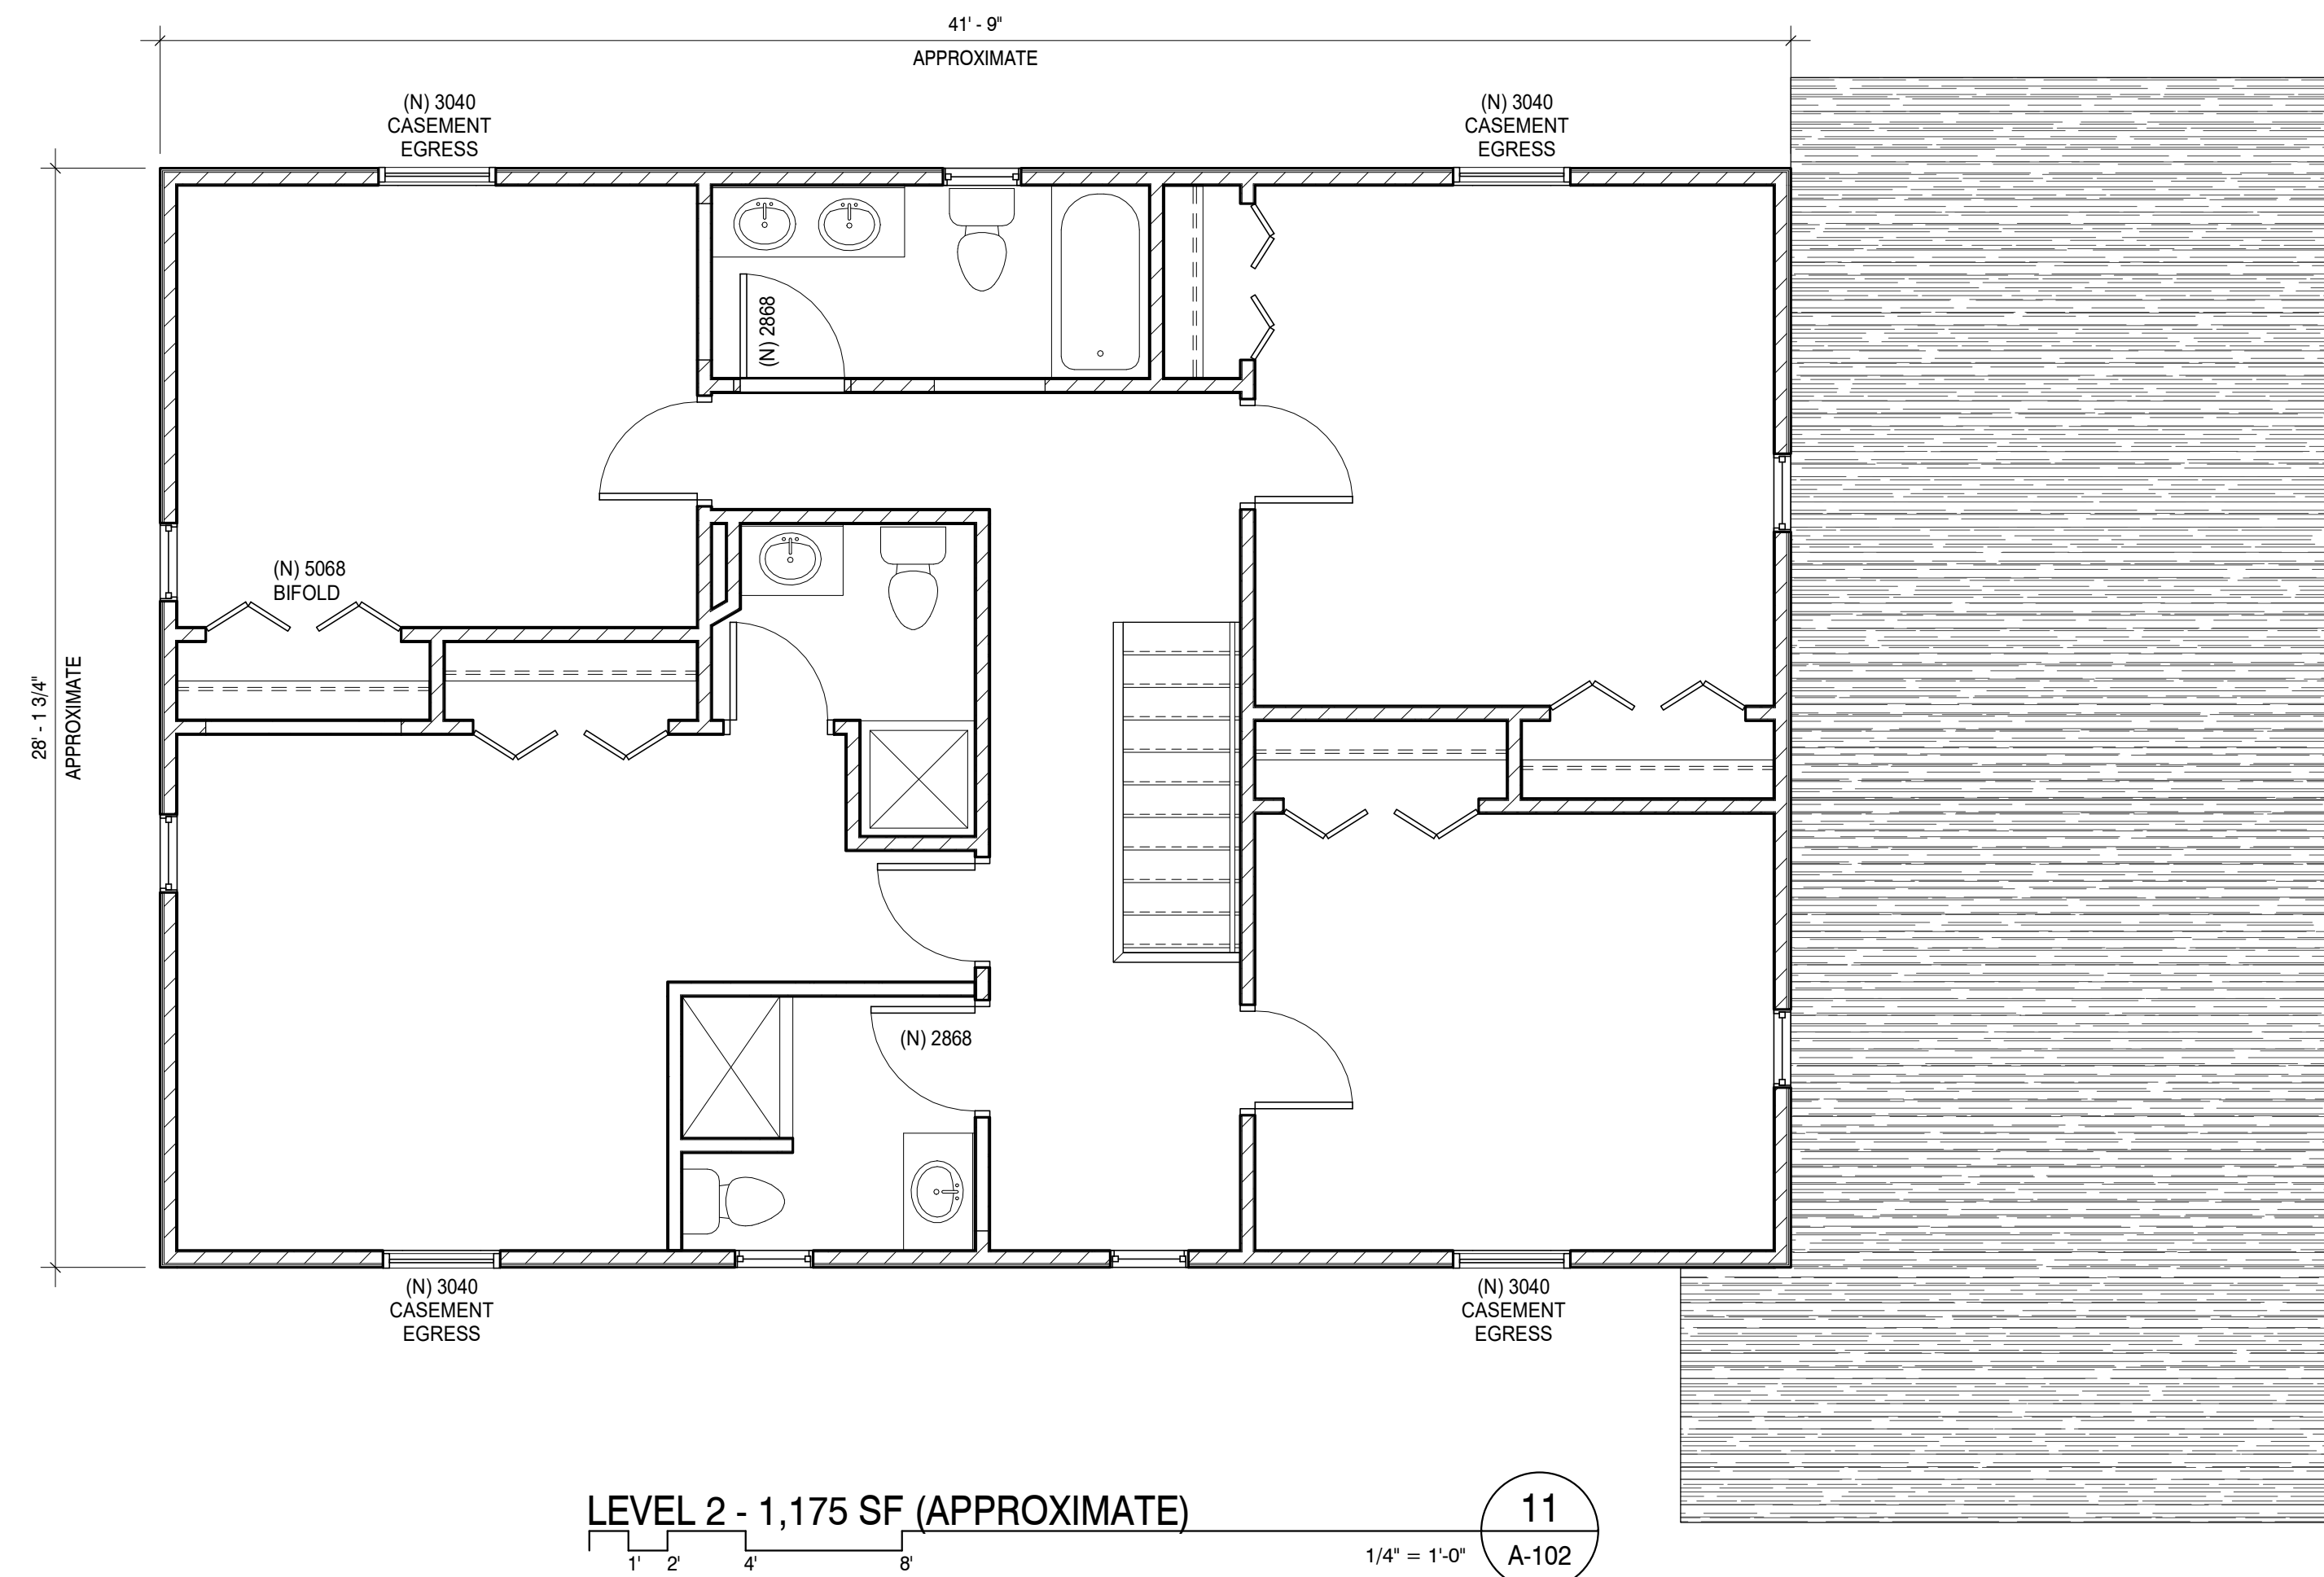 41' - 9"
APPROXIMATE
(N) 3040
CASEMENT
EGRESS
(N) 3040
CASEMENT
EGRESS
(N) 2868
(N) 5068
BIFOLD
28' - 1 3/4"
APPROXIMATE
(N) 2868
(N) 3040
CASEMENT
EGRESS
(N) 3040
CASEMENT
EGRESS
LEVEL 2 - 1,175 SF (APPROXIMATE)
1' 2' 4' 8'
1/4" = 1'-0"
11
A-102